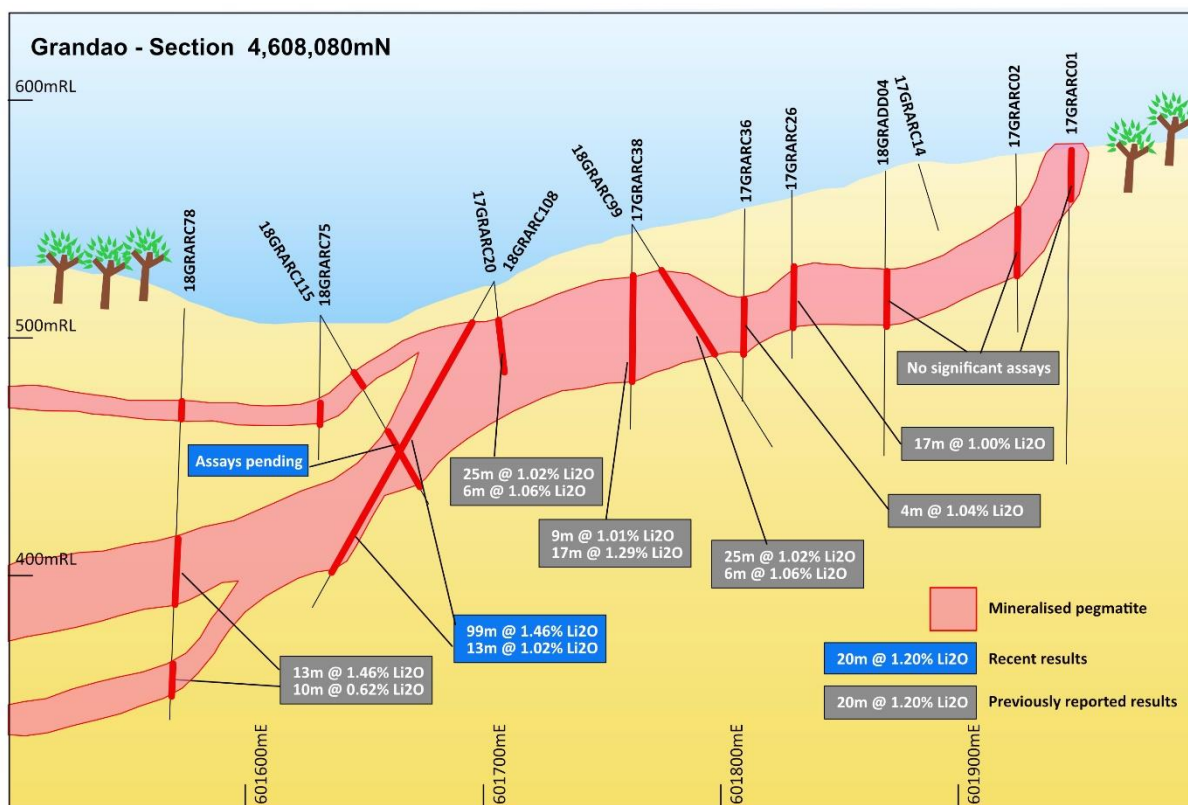 Grandao - Section 4,608,080mN
600mRL
500mRL
400mRL
18GRARC78
18GRARC115
18GRARC75
17GRARC20
18GRARC108
18GRARC99
17GRARC38
17GRARC36
17GRARC26
18GRADD04
17GRARC14
17GRARC02
17GRARC01
No significant assays
17m @ 1.00% Li2O
4m @ 1.04% Li2O
Assays pending
25m @ 1.02% Li2O
6m @ 1.06% Li2O
9m @ 1.01% Li2O
17m @ 1.29% Li2O
25m @ 1.02% Li2O
6m @ 1.06% Li2O
99m @ 1.46% Li2O
13m @ 1.02% Li2O
13m @ 1.46% Li2O
10m @ 0.62% Li2O
Mineralised pegmatite
20m @ 1.20% Li2O
Recent results
20m @ 1.20% Li2O
Previously reported results
601600mE
601700mE
601800mE
601900mE